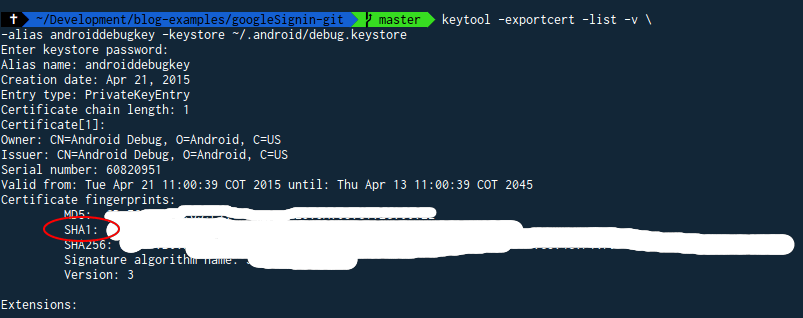 ~/Development/blog-examples/googleSignin-git master keytool -exportcert -list -v \
-alias androiddebugkey -keystore ~/.android/debug.keystore
Enter keystore password:
Alias name: androiddebugkey
Creation date: Apr 21, 2015
Entry type: PrivateKeyEntry
Certificate chain length: 1
Certificate[1]:
Owner: CN=Android Debug, O=Android, C=US
Issuer: CN=Android Debug, O=Android, C=US
Serial number: 60820951
Valid from: Tue Apr 21 11:00:39 COT 2015 until: Thu Apr 13 11:00:39 COT 2045
Certificate fingerprints:
MD5:
SHA1:
SHA256:
Signature algorithm name:
Version: 3
Extensions: